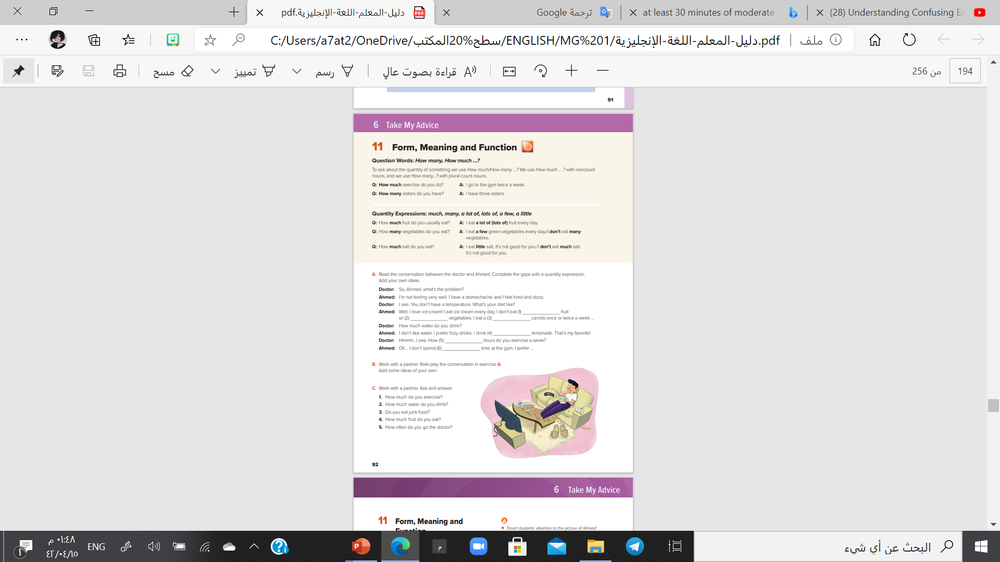 دليل-المعلم-اللغة-الإنجليزية.pdf
ترجمة Google
at least 30 minutes of moderate
(28) Understanding Confusing
C:/Users/a7at2/OneDrive/سطح%20المكتب/ENGLISH/MG%201/دليل-المعلم-اللغة-الإنجليزية.pdf
ملف
مسح
تمييز
رسم
قراءة بصوت عالٍ
من 256
194
91
6 Take My Advice
11 Form, Meaning and Function
Question Words: How many, How much ...?
To ask about the quantity of something we use How much/How many ...? We use How much ... ? with noncount
nouns, and we use How many...? with plural count nouns.
Q: How much exercise do you do? A: I go to the gym twice a week.
Q: How many sisters do you have? A: I have three sisters.
Quantity Expressions: much, many, a lot of, lots of, a few, a little
Q: How much fruit do you usually eat? A: I eat a lot of (lots of) fruit every day.
Q: How many vegetables do you eat? A: I eat a few green vegetables every day./I don't eat many
vegetables.
Q: How much salt do you eat? A: I eat little salt. It's not good for you./I don't eat much salt.
It's not good for you.
A. Read the conversation between the doctor and Ahmed. Complete the gaps with a quantity expression.
Add your own ideas.
Doctor: So, Ahmed, what's the problem?
Ahmed: I'm not feeling very well. I have a stomachache and I feel tired and dizzy.
Doctor: I see. You don't have a temperature. What's your diet like?
Ahmed: Well, I love ice-cream! I eat ice cream every day. I don't eat (1) ______________ fruit
or (2) ______________ vegetables. I eat a (3) ______________ carrots once or twice a week ...
Doctor: How much water do you drink?
Ahmed: I don't like water. I prefer fizzy drinks. I drink (4) ______________ lemonade. That's my favorite!
Doctor: Hmmm...I see. How (5) ______________ hours do you exercise a week?
Ahmed: Oh... I don't spend (6) ______________ time at the gym. I prefer ...
B. Work with a partner. Role-play the conversation in exercise A.
Add some ideas of your own.
C. Work with a partner. Ask and answer.
1. How much do you exercise?
2. How much water do you drink?
3. Do you eat junk food?
4. How much fruit do you eat?
5. How often do you go the doctor?
92
6 Take My Advice
11 Form, Meaning and
Function
A
• Direct students' attention to the picture of 'Ahmed'
٠١:٤٨ م
٤٢/٠٤/١٥
ENG
البحث عن أي شيء